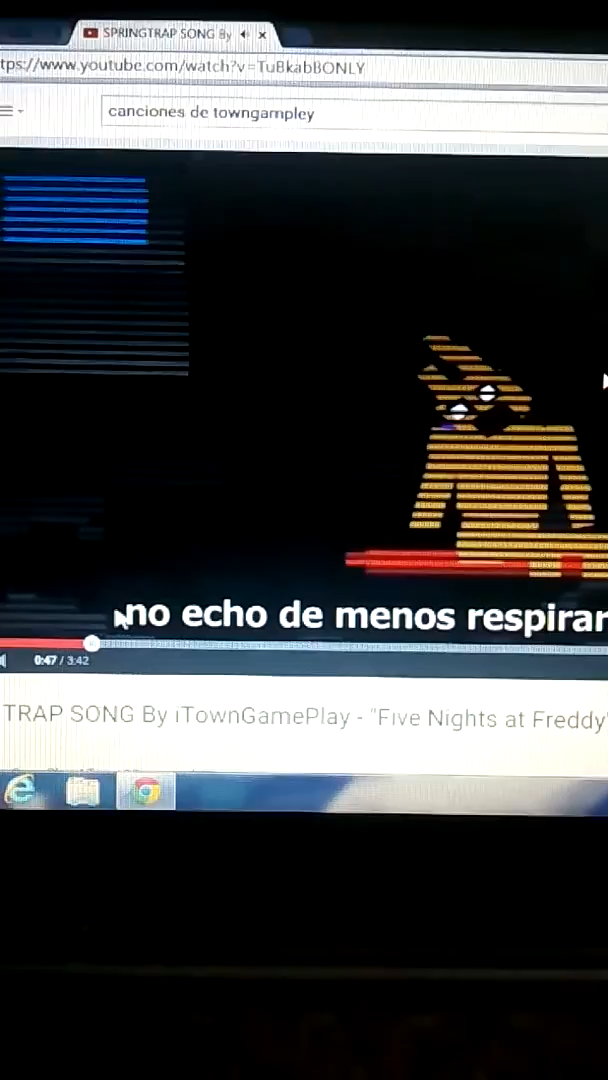 SPRINGTRAP SONG By
tps://www.youtube.com/watch?v=TuBkabBONLY
canciones de towngampley
no echo de menos respirar
0:47 / 3:42
TRAP SONG By iTownGamePlay - "Five Nights at Freddy'